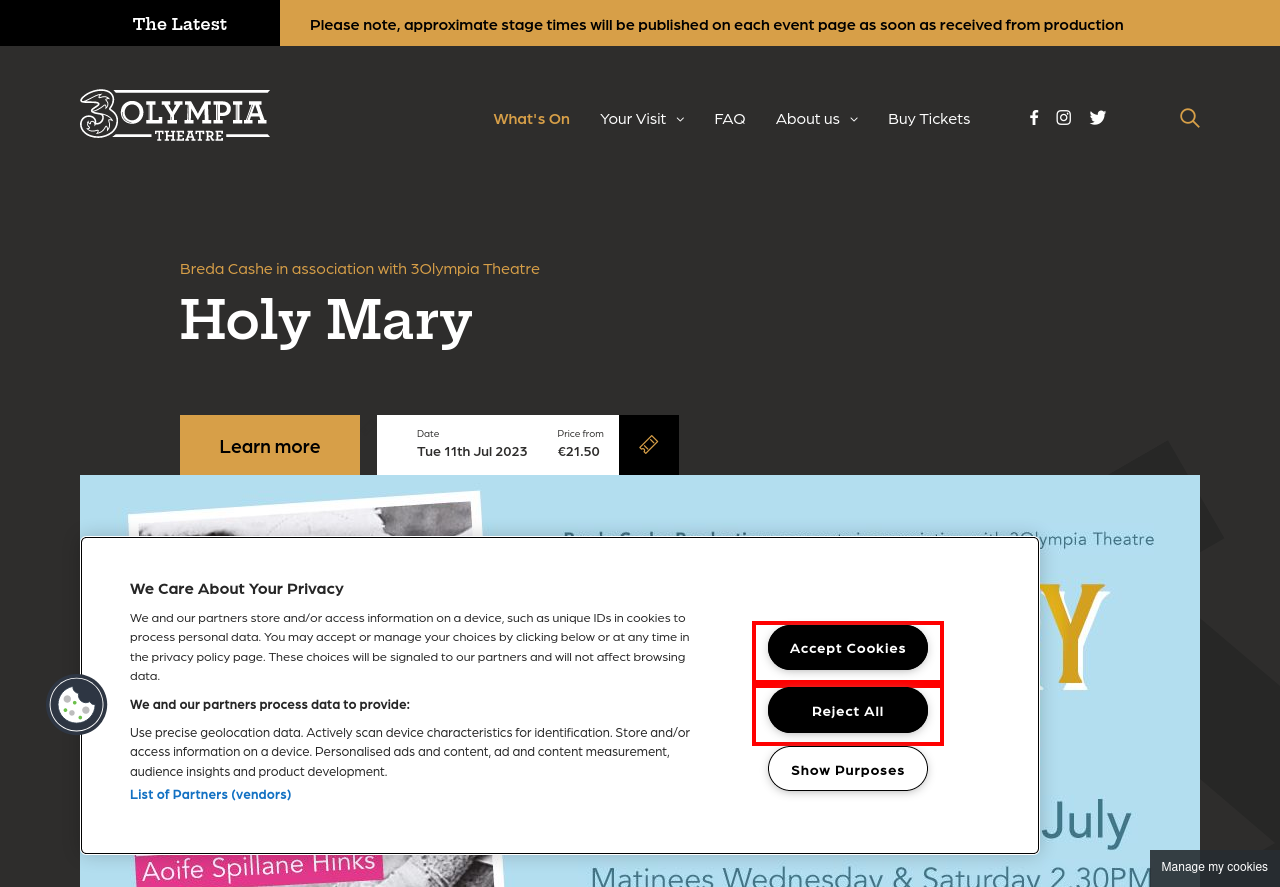 The Latest
Please note, approximate stage times will be published on each event page as soon as received from production
3OLYMPIA
THEATRE
What's On
Your Visit
FAQ
About us
Buy Tickets
Breda Cashe in association with 3Olympia Theatre
Holy Mary
Learn more
Date
Tue 11th Jul 2023
Price from
€21.50
3Olympia Theatre
Y
We Care About Your Privacy
We and our partners store and/or access information on a device, such as unique IDs in cookies to
process personal data. You may accept or manage your choices by clicking below or at any time in
the privacy policy page. These choices will be signaled to our partners and will not affect browsing
data.
We and our partners process data to provide:
Use precise geolocation data. Actively scan device characteristics for identification. Store and/or
access information on a device. Personalised ads and content, ad and content measurement,
audience insights and product development.
List of Partners (vendors)
Accept Cookies
Reject All
Show Purposes
July
Aoife Spillane Hinks
Matinees Wednesday & Saturday 2.30PM
Manage my cookies